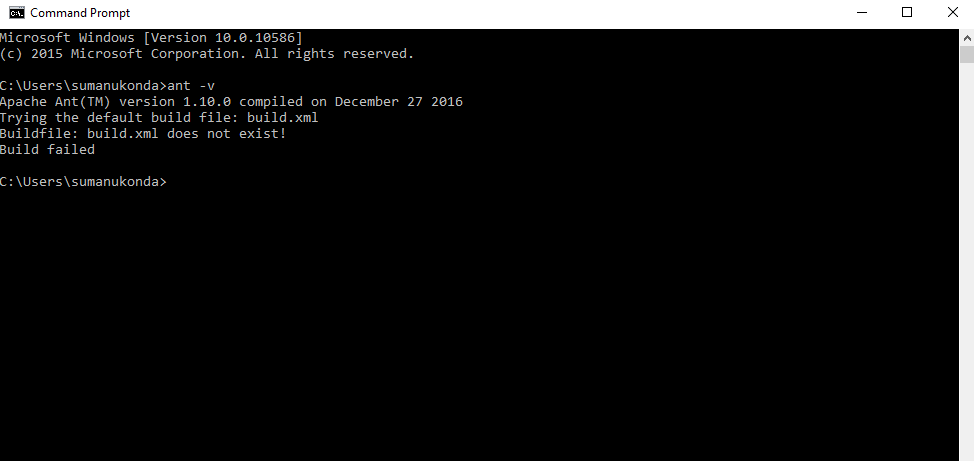 Command Prompt
Microsoft Windows [Version 10.0.10586]
(c) 2015 Microsoft Corporation. All rights reserved.
C:\Users\sumanukonda>ant -v
Apache Ant(TM) version 1.10.0 compiled on December 27 2016
Trying the default build file: build.xml
Buildfile: build.xml does not exist!
Build failed
C:\Users\sumanukonda>